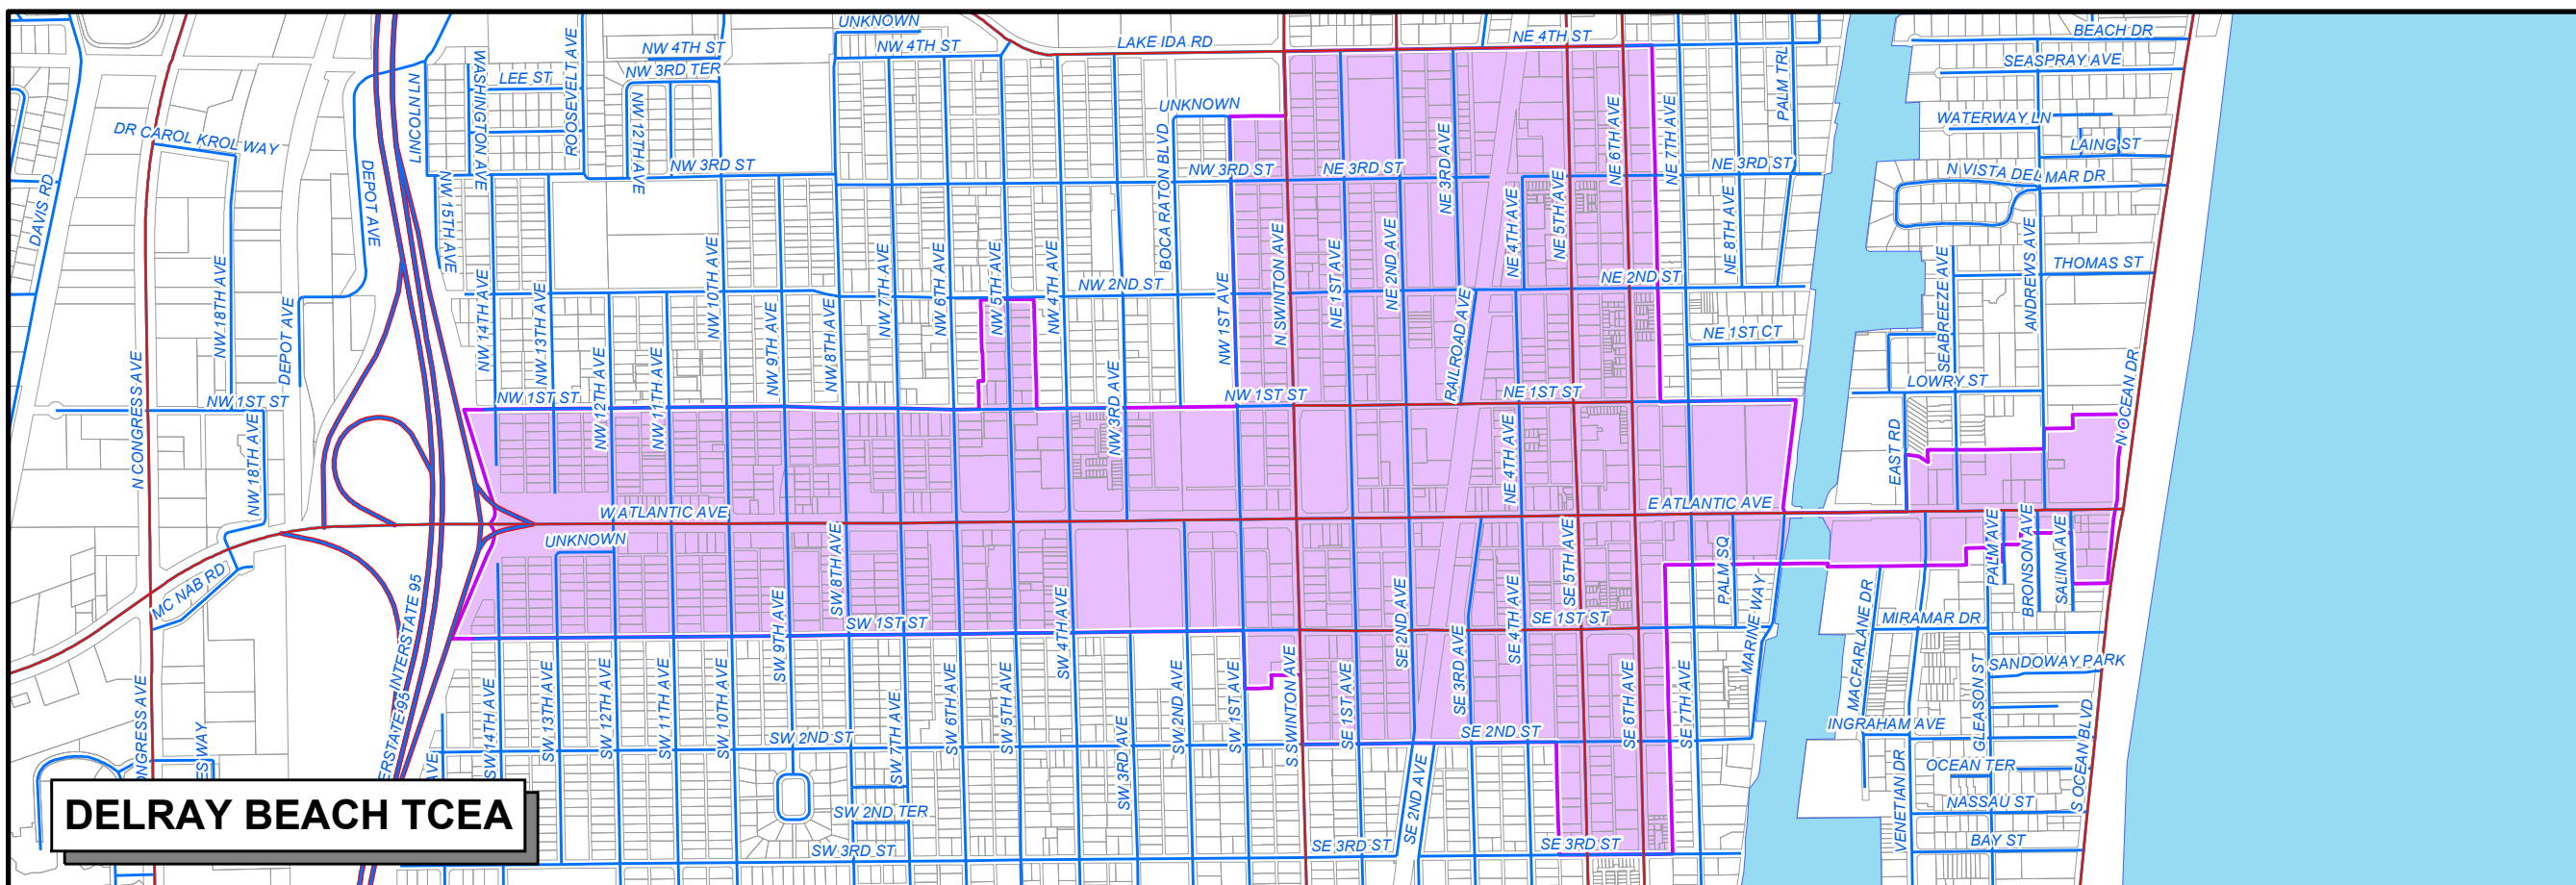 UNKNOWN
BEACH DR
NE 4TH ST
LAKE IDA RD
NW 4TH ST
NW 4TH ST
ROOSEVELT AVE
WASHINGTON AVE
LEE ST
NW 3RD TER
SEASPRAY AVE
PALM TRL
LINCOLN LN
UNKNOWN
WATERWAY LN
LAING ST
DR CAROL KROL WAY
NW 12TH AVE
BOCA RATON BLVD
NE 3RD AVE
NE 6TH AVE
NE 7TH AVE
DEPOT AVE
NW 3RD ST
NW 3RD ST
NE 3RD ST
NE 3RD ST
N VISTA DEL MAR DR
DAVIS RD
NW 15TH AVE
NE 4TH AVE
NE 5TH AVE
NE 8TH AVE
ANDREWS AVE
SEABREEZE AVE
THOMAS ST
NW 18TH AVE
NW 14TH AVE
NW 13TH AVE
NW 10TH AVE
NW 9TH AVE
NW 8TH AVE
NW 7TH AVE
NW 6TH AVE
NW 5TH AVE
NW 4TH AVE
NW 2ND ST
NW 1ST AVE
N SWINTON AVE
NE 1ST AVE
NE 2ND AVE
NE 2ND ST
RAILROAD AVE
NE 1ST CT
DEPOT AVE
N CONGRESS AVE
NW 12TH AVE
NW 11TH AVE
NW 3RD AVE
LOWRY ST
N OCEAN DR
NW 1ST ST
NW 1ST ST
NW 1ST ST
NE 1ST ST
NW 18TH AVE
NE 4TH AVE
EAST RD
W ATLANTIC AVE
E ATLANTIC AVE
UNKNOWN
SW 8TH AVE
SE 5TH AVE
PALM SQ
PALM AVE
BRONSON AVE
SALINA AVE
MC NAB RD
INTERSTATE 95
SW 9TH AVE
SW 4TH AVE
SE 2ND AVE
SE 4TH AVE
MARINE WAY
MACFARLANE DR
SW 1ST ST
SE 1ST ST
MIRAMAR DR
SANDOWAY PARK
SW 14TH AVE
SW 13TH AVE
SW 12TH AVE
SW 11TH AVE
SW 10TH AVE
SW 7TH AVE
SW 6TH AVE
SW 5TH AVE
SW 3RD AVE
SW 2ND AVE
SW 1ST AVE
S SWINTON AVE
SE 1ST AVE
SE 3RD AVE
SE 6TH AVE
SE 7TH AVE
GLEASON ST
INGRAHAM AVE
SW 2ND ST
SE 2ND ST
ONGRESS AVE
ES WAY
ERSTATE 95
AVE
SE 2ND AVE
VENETIAN DR
OCEAN TER
S OCEAN BLVD
NASSAU ST
SW 2ND TER
BAY ST
SW 3RD ST
SE 3RD ST
SE 3RD ST
DELRAY BEACH TCEA